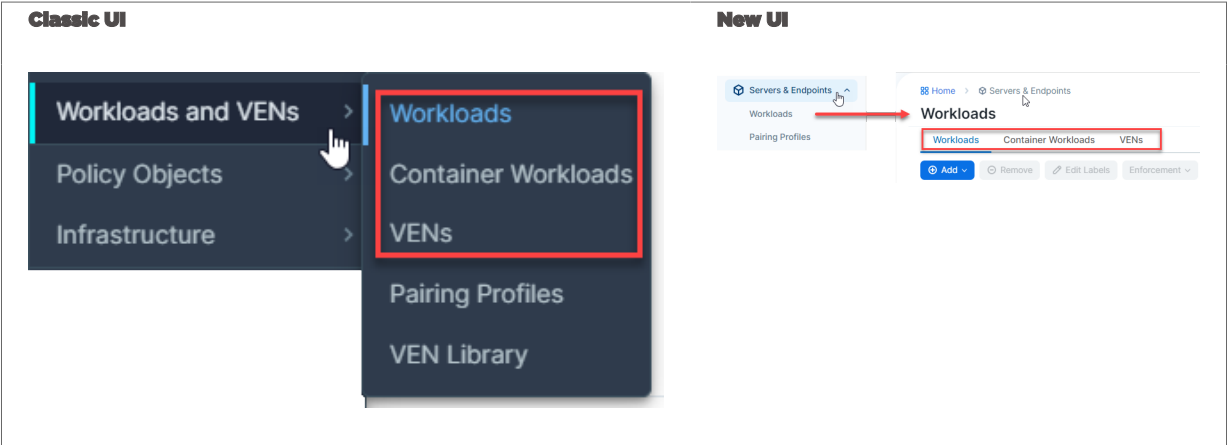 Classic UI
New UI
Workloads and VENs
Policy Objects
Infrastructure
Workloads
Container Workloads
VENs
Pairing Profiles
VEN Library
Servers & Endpoints
Workloads
Pairing Profiles
Home > Servers & Endpoints
Workloads
Workloads Container Workloads VENs
Add Remove Edit Labels Enforcement